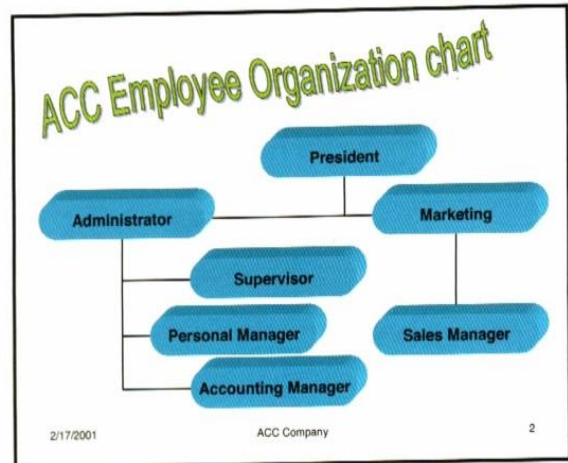 ACC Employee Organization chart
President
Administrator
Marketing
Supervisor
Personal Manager
Sales Manager
Accounting Manager
2/17/2001
ACC Company
2